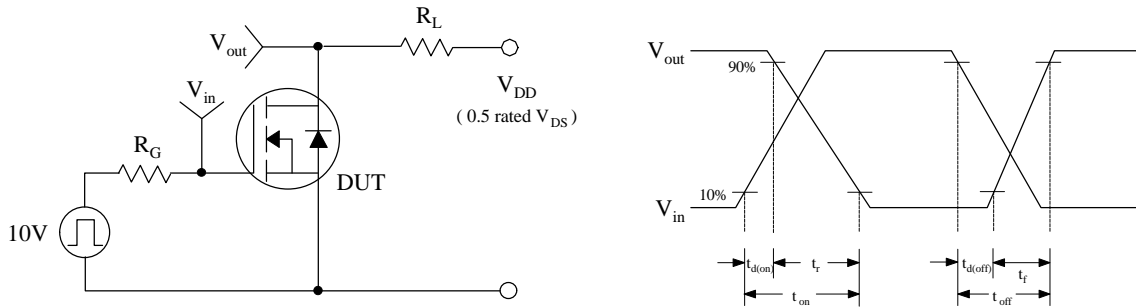 R_L
V_out
V_DD
( 0.5 rated V_DS )
V_in
R_G
DUT
10V
V_out
90%
10%
V_in
t_d(on) t_r t_d(off) t_f
t_on t_off